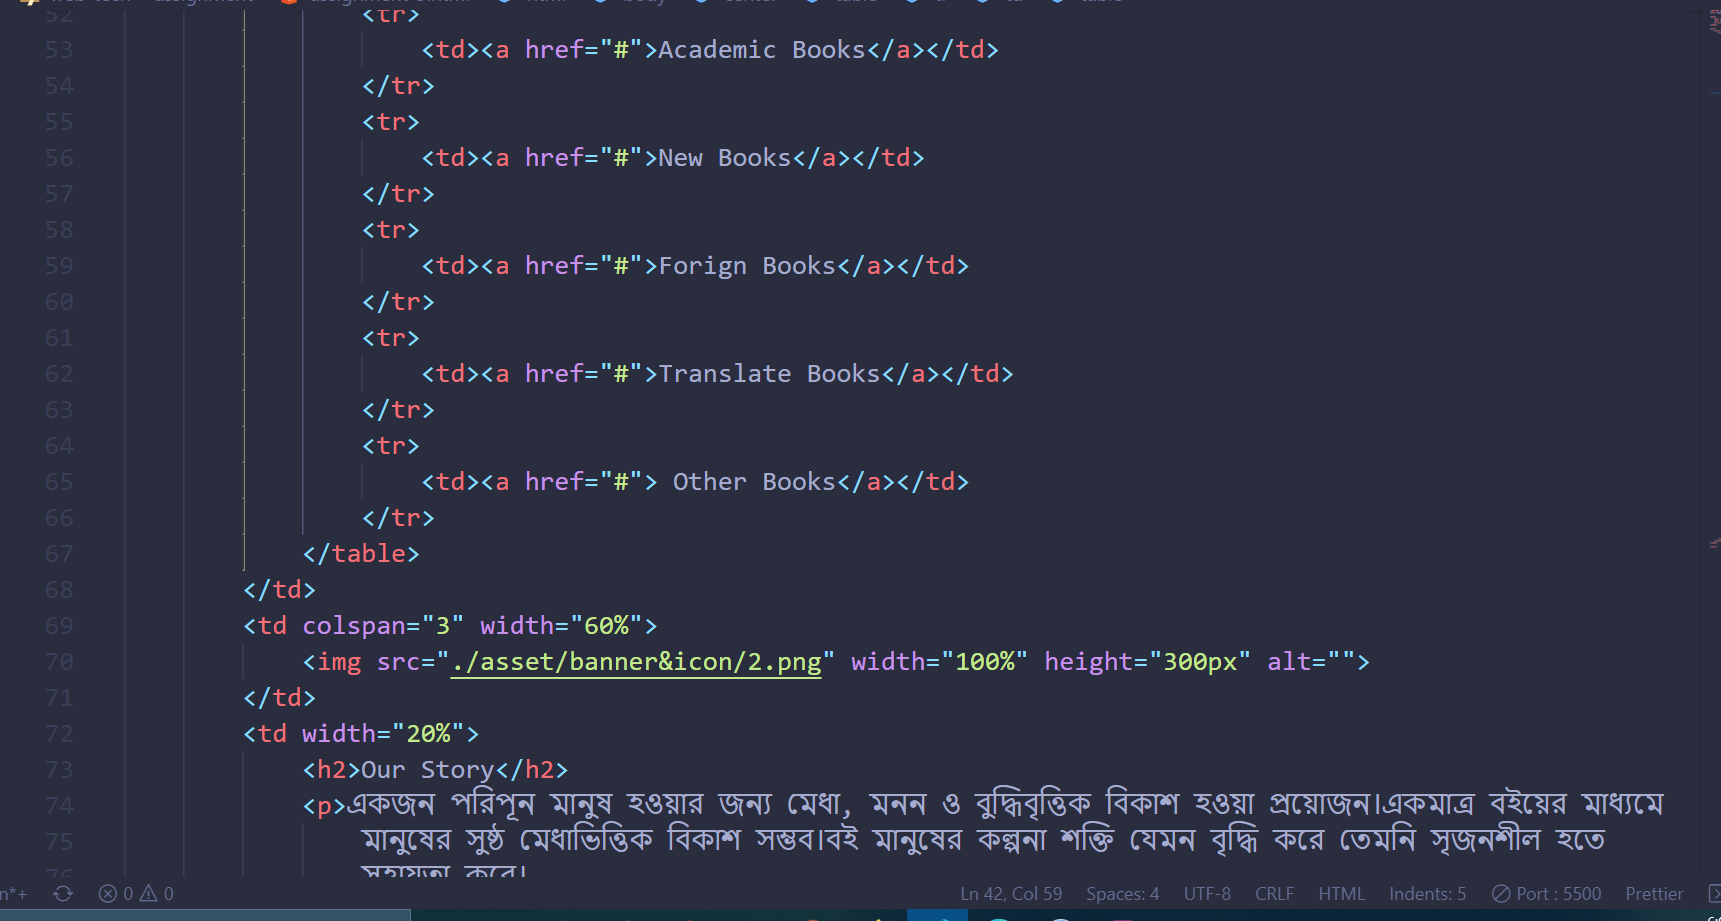 52 <tr>
53 <td><a href="#">Academic Books</a></td>
54 </tr>
55 <tr>
56 <td><a href="#">New Books</a></td>
57 </tr>
58 <tr>
59 <td><a href="#">Forign Books</a></td>
60 </tr>
61 <tr>
62 <td><a href="#">Translate Books</a></td>
63 </tr>
64 <tr>
65 <td><a href="#"> Other Books</a></td>
66 </tr>
67 </table>
68 </td>
69 <td colspan="3" width="60%">
70 <img src="./asset/banner&icon/2.png" width="100%" height="300px" alt="">
71 </td>
72 <td width="20%">
73 <h2>Our Story</h2>
74 <p>একজন পরিপূন মানুষ হওয়ার জন্য মেধা, মনন ও বুদ্ধিবৃত্তিক বিকাশ হওয়া প্রয়োজন।একমাত্র বইয়ের মাধ্যমে
75 মানুষের সুষ্ঠ মেধাভিত্তিক বিকাশ সম্ভব।বই মানুষের কল্পনা শক্তি যেমন বৃদ্ধি করে তেমনি সৃজনশীল হতে
76 সহায়তা করে।
0 0 Ln 42, Col 59 Spaces: 4 UTF-8 CRLF HTML Indents: 5 Port : 5500 Prettier